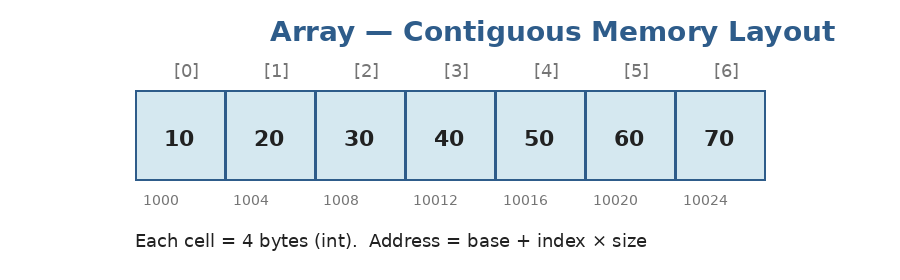 Array — Contiguous Memory Layout
[0] [1] [2] [3] [4] [5] [6]
10 20 30 40 50 60 70
1000 1004 1008 10012 10016 10020 10024
Each cell = 4 bytes (int).  Address = base + index × size